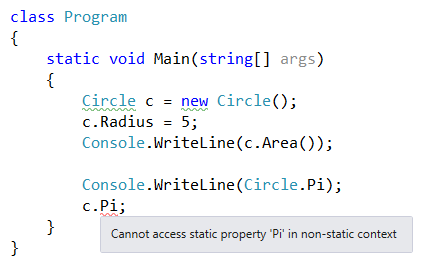 class Program
{
static void Main(string[] args)
{
Circle c = new Circle();
c.Radius = 5;
Console.WriteLine(c.Area());
Console.WriteLine(Circle.Pi);
c.Pi;
Cannot access static property 'Pi' in non-static context
}
}